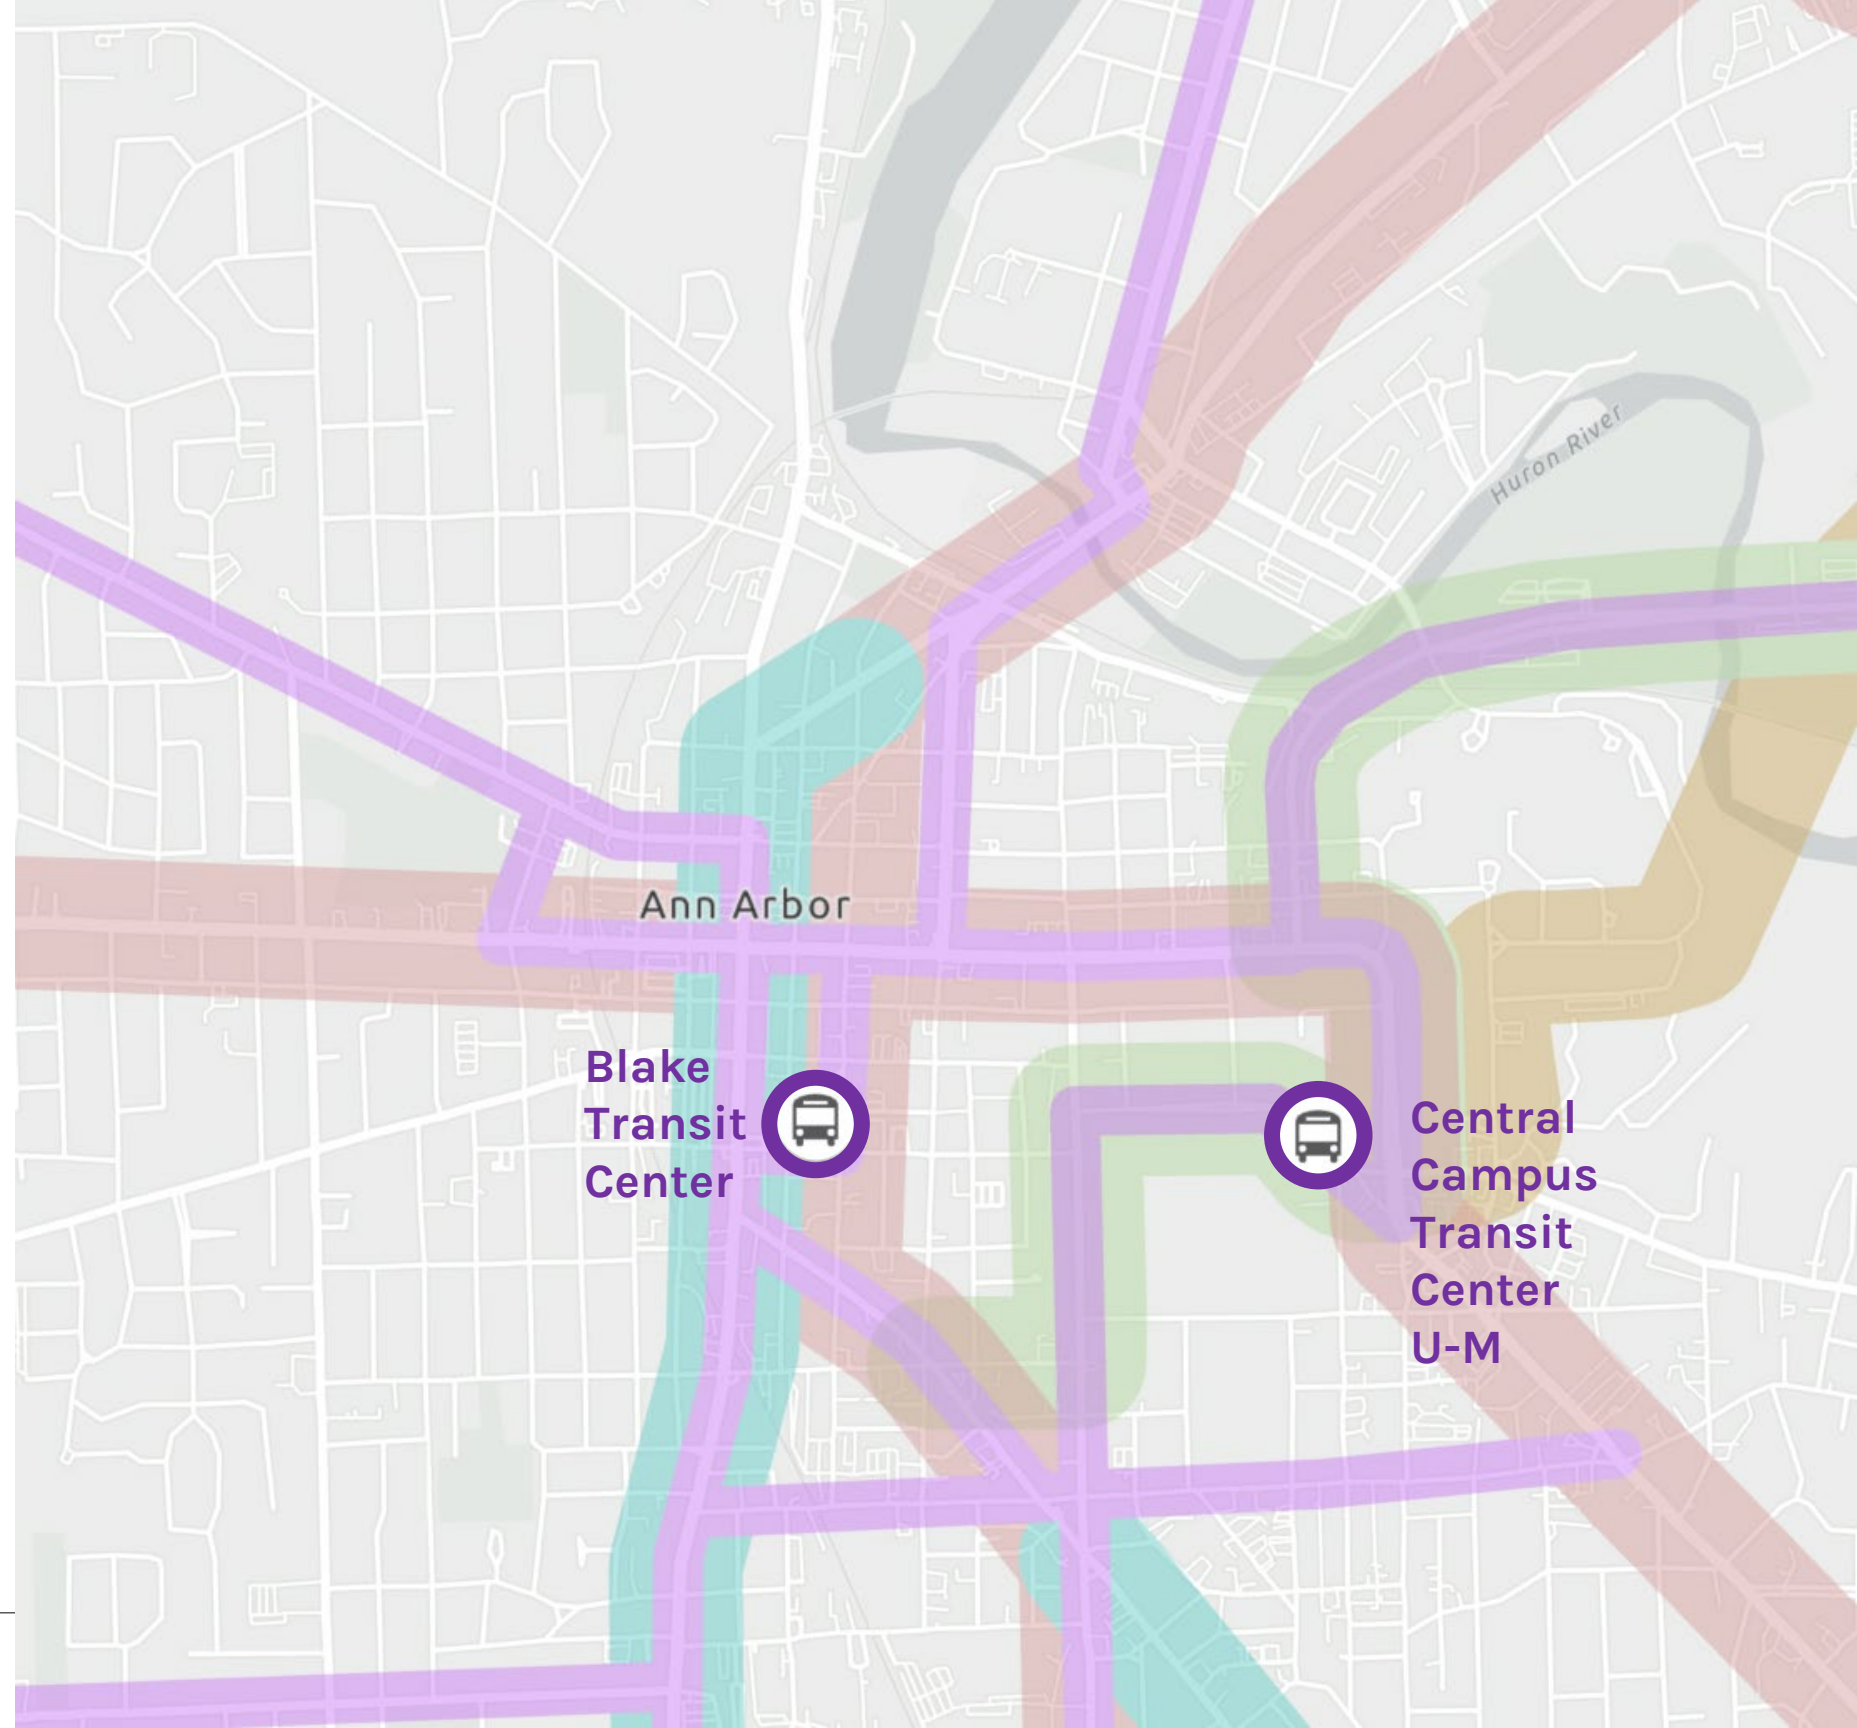 Huron River
Ann Arbor
Blake
Transit
Center
Central
Campus
Transit
Center
U-M